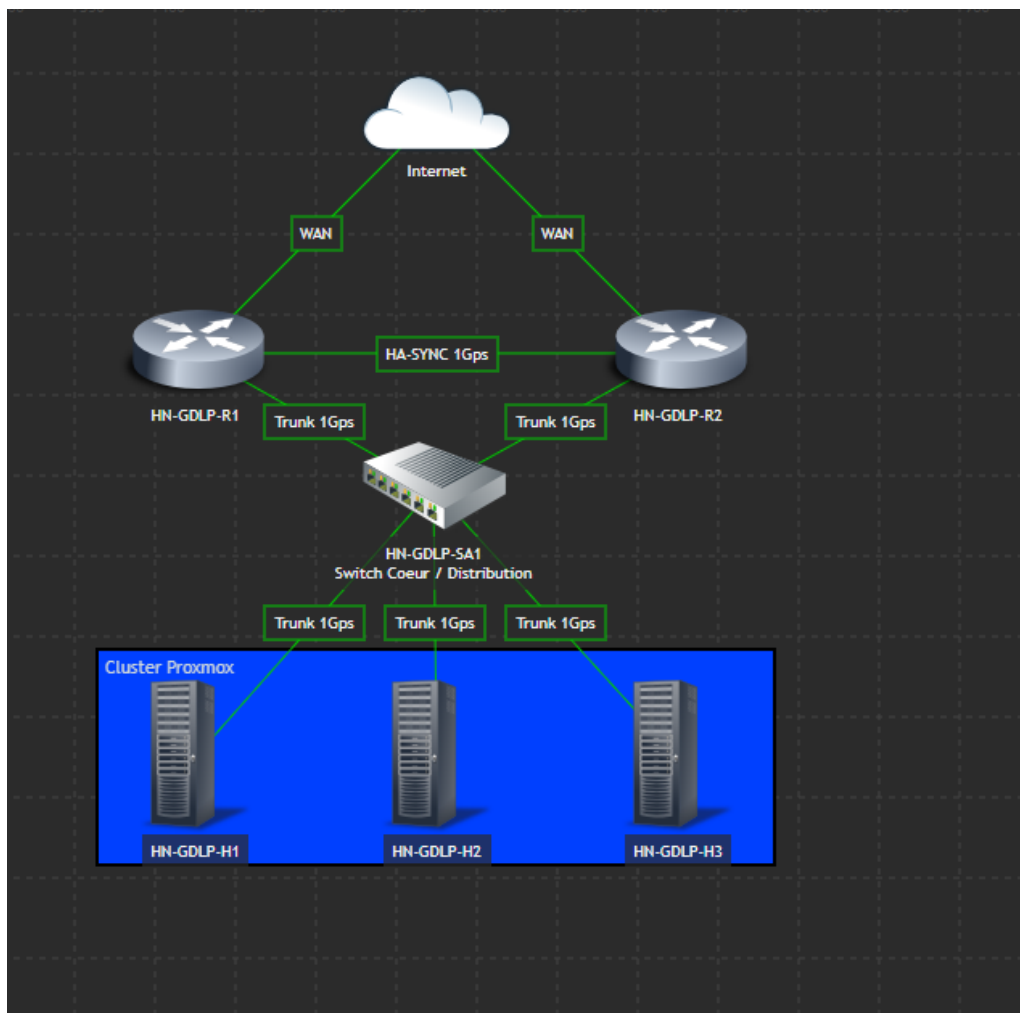 Internet
WAN
WAN
HA-SYNC 1Gps
HN-GDLP-R1
HN-GDLP-R2
Trunk 1Gps
Trunk 1Gps
HN-GDLP-SA1
Switch Coeur / Distribution
Trunk 1Gps
Trunk 1Gps
Trunk 1Gps
Cluster Proxmox
HN-GDLP-H1
HN-GDLP-H2
HN-GDLP-H3